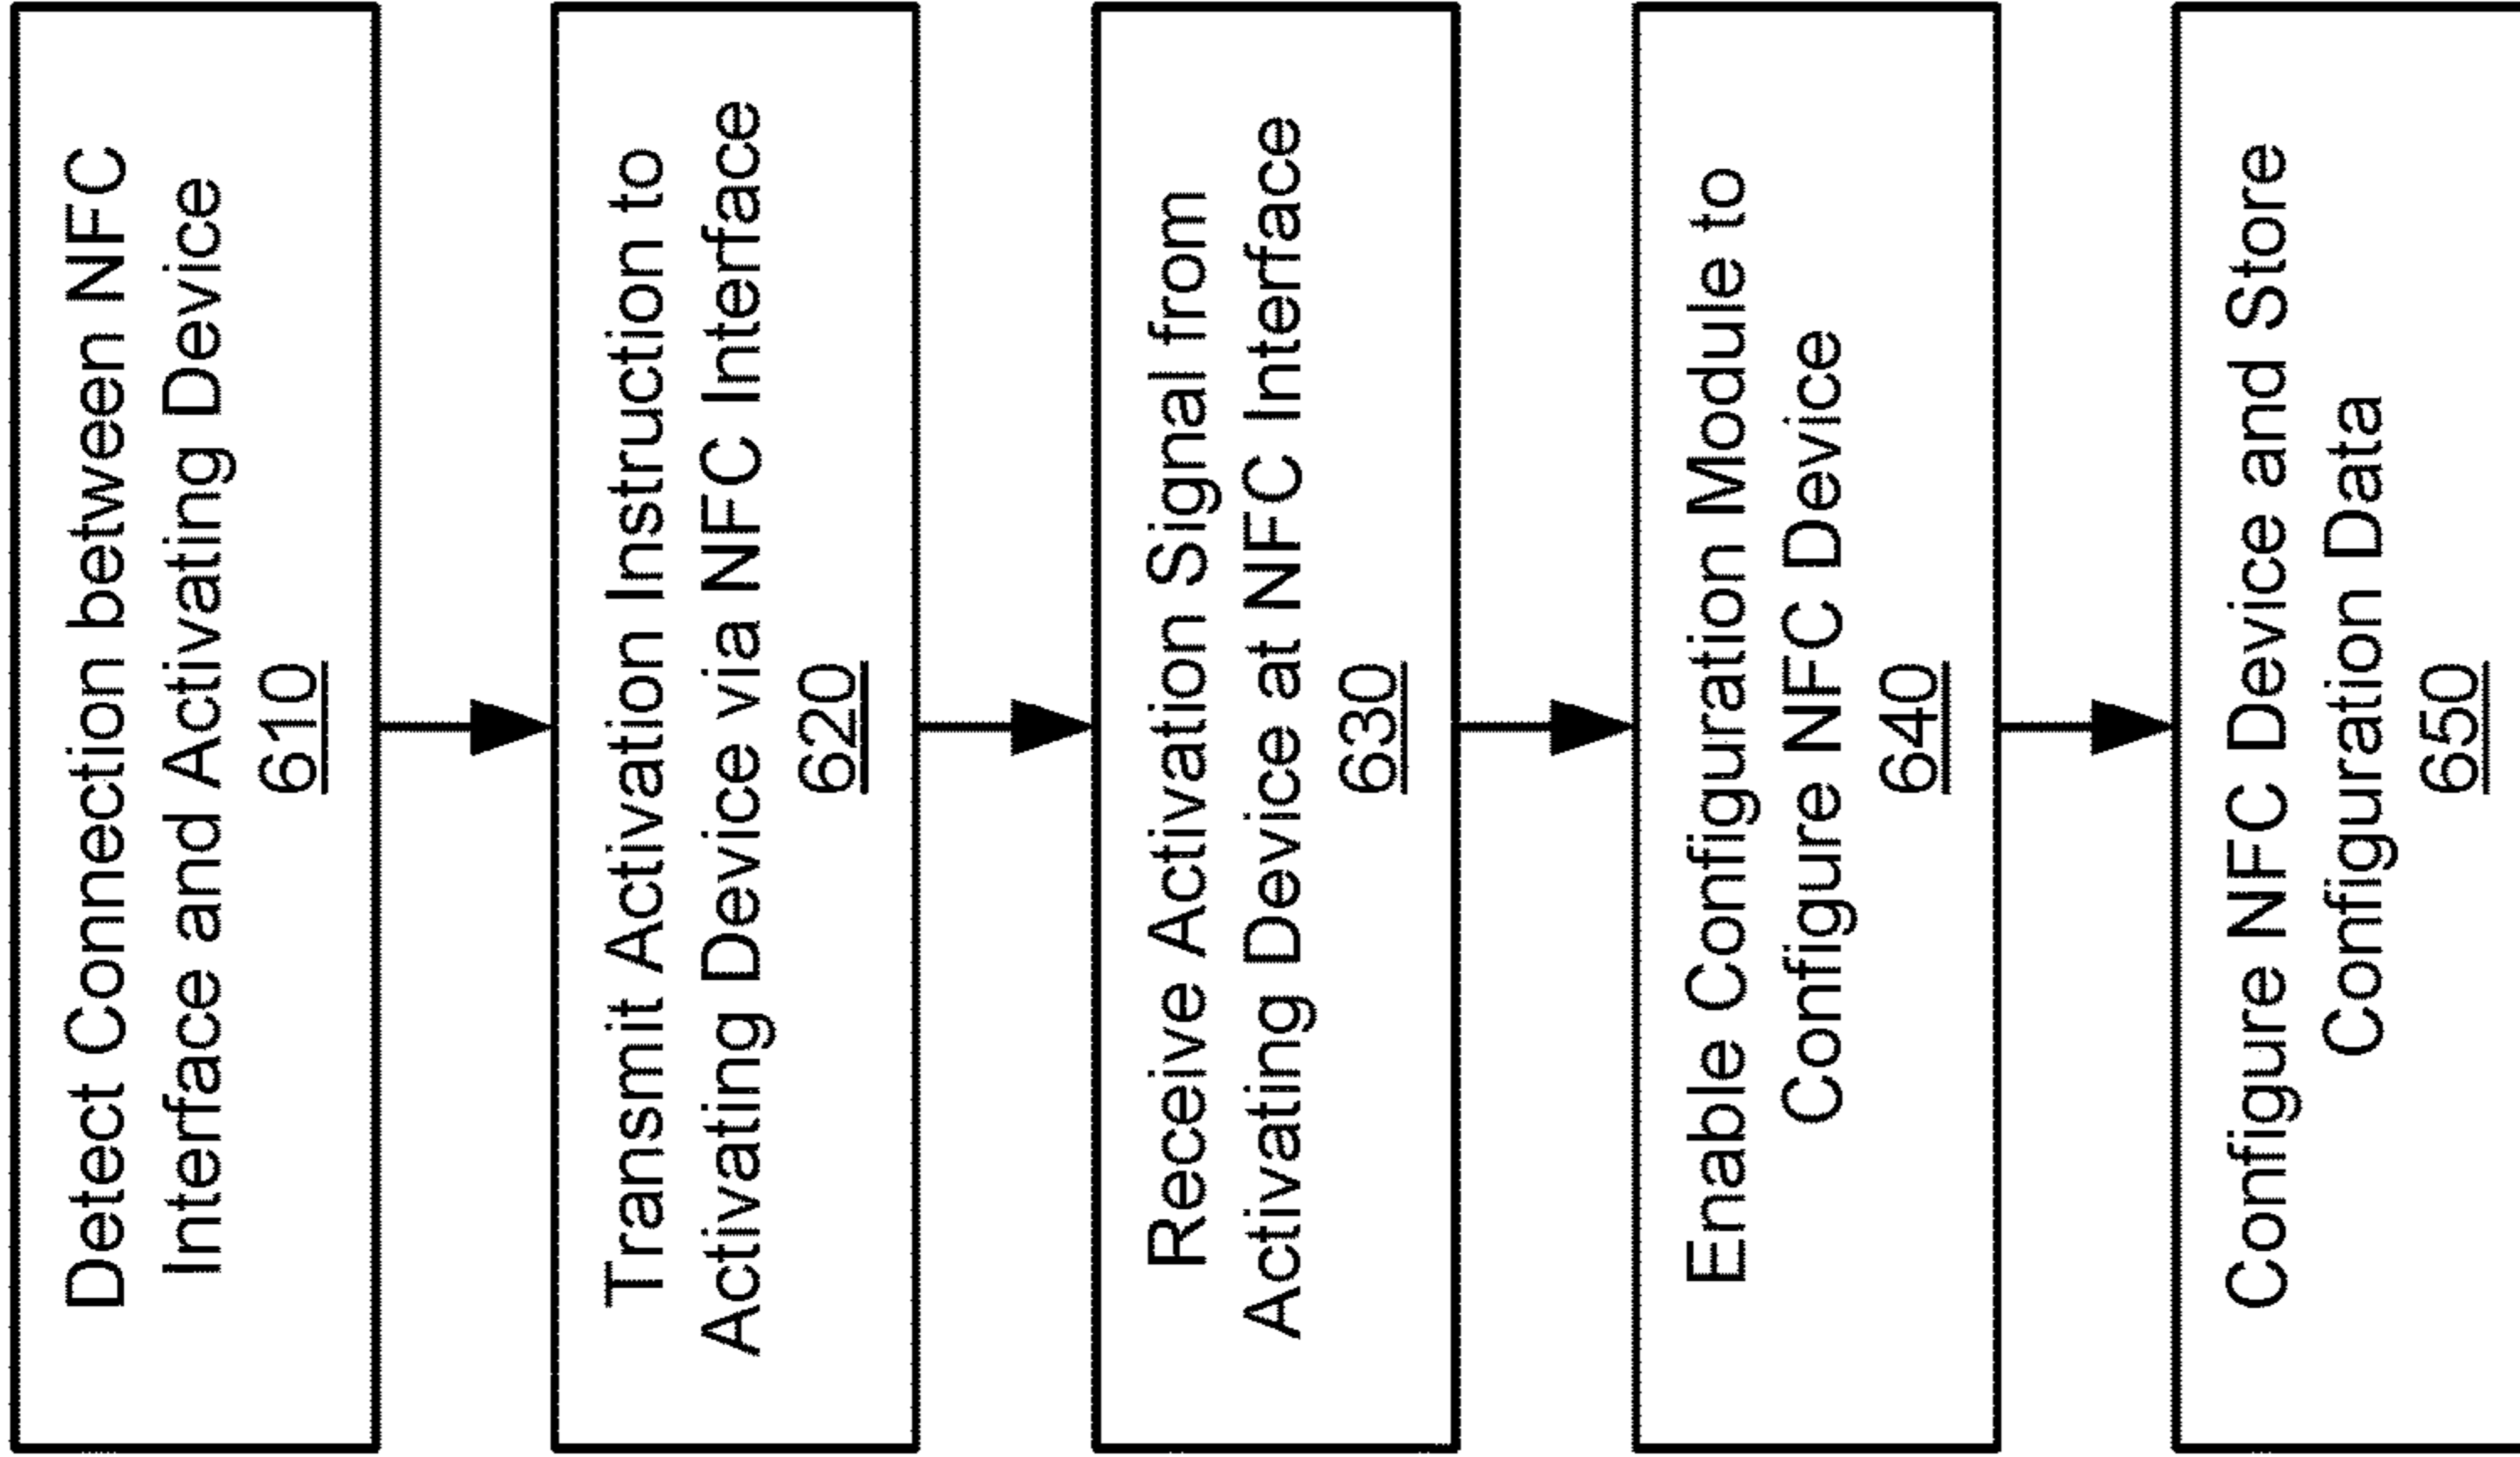 Detect Connection between NFC
Interface and Activating Device
610
Transmit Activation Instruction to
Activating Device via NFC Interface
620
Receive Activation Signal from
Activating Device at NFC Interface
630
Enable Configuration Module to
Configure NFC Device
640
Configure NFC Device and Store
Configuration Data
650